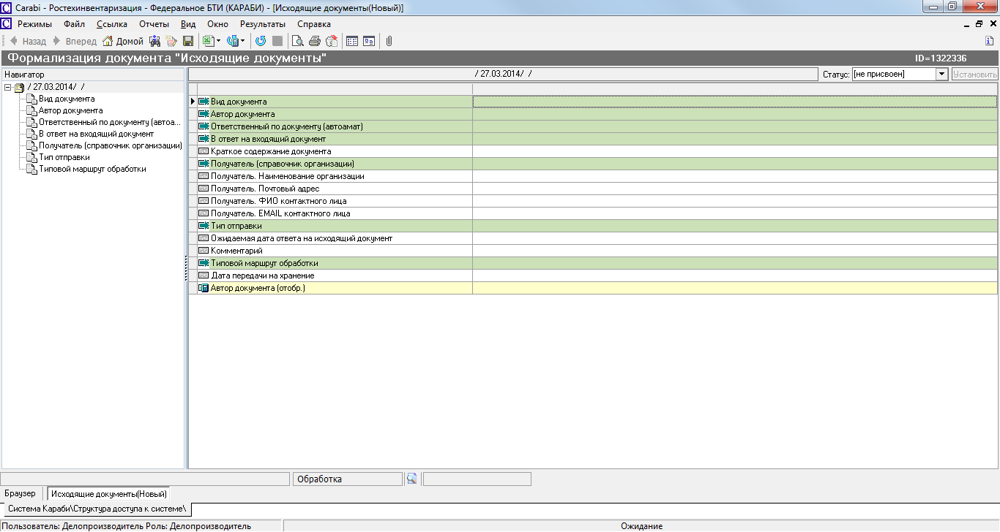 Carabi - Ростехинвентаризация - Федеральное БТИ (КАРАБИ) - [Исходящие документы(Новый)]
Режимы Файл Ссылка Отчеты Вид Окно Результаты Справка
Назад Вперед Домой
Формализация документа "Исходящие документы" ID=1322336
Навигатор
/ 27.03.2014/ /
Вид документа
Автор документа
Ответственный по документу (автоа...
В ответ на входящий документ
Получатель (справочник организации)
Тип отправки
Типовой маршрут обработки
/ 27.03.2014/ / Статус: [не присвоен] Установить
Вид документа
Автор документа
Ответственный по документу (автоамат)
В ответ на входящий документ
Краткое содержание документа
Получатель (справочник организации)
Получатель. Наименование организации
Получатель. Почтовый адрес
Получатель. ФИО контактного лица
Получатель. EMAIL контактного лица
Тип отправки
Ожидаемая дата ответа на исходящий документ
Комментарий
Типовой маршрут обработки
Дата передачи на хранение
Автор документа (отобр.)
Обработка
Браузер Исходящие документы(Новый)
Система Караби\Структура доступа к системе\
Пользователь: Делопроизводитель Роль: Делопроизводитель Ожидание